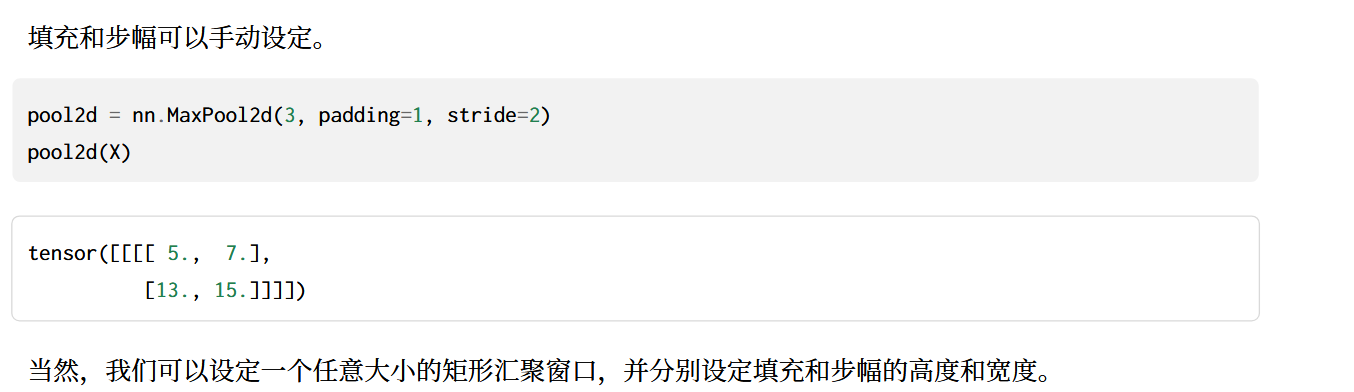 填充和步幅可以手动设定。
pool2d = nn.MaxPool2d(3, padding=1, stride=2)
pool2d(X)
tensor([[[[ 5.,  7.],
          [13., 15.]]]])
当然，我们可以设定一个任意大小的矩形汇聚窗口，并分别设定填充和步幅的高度和宽度。